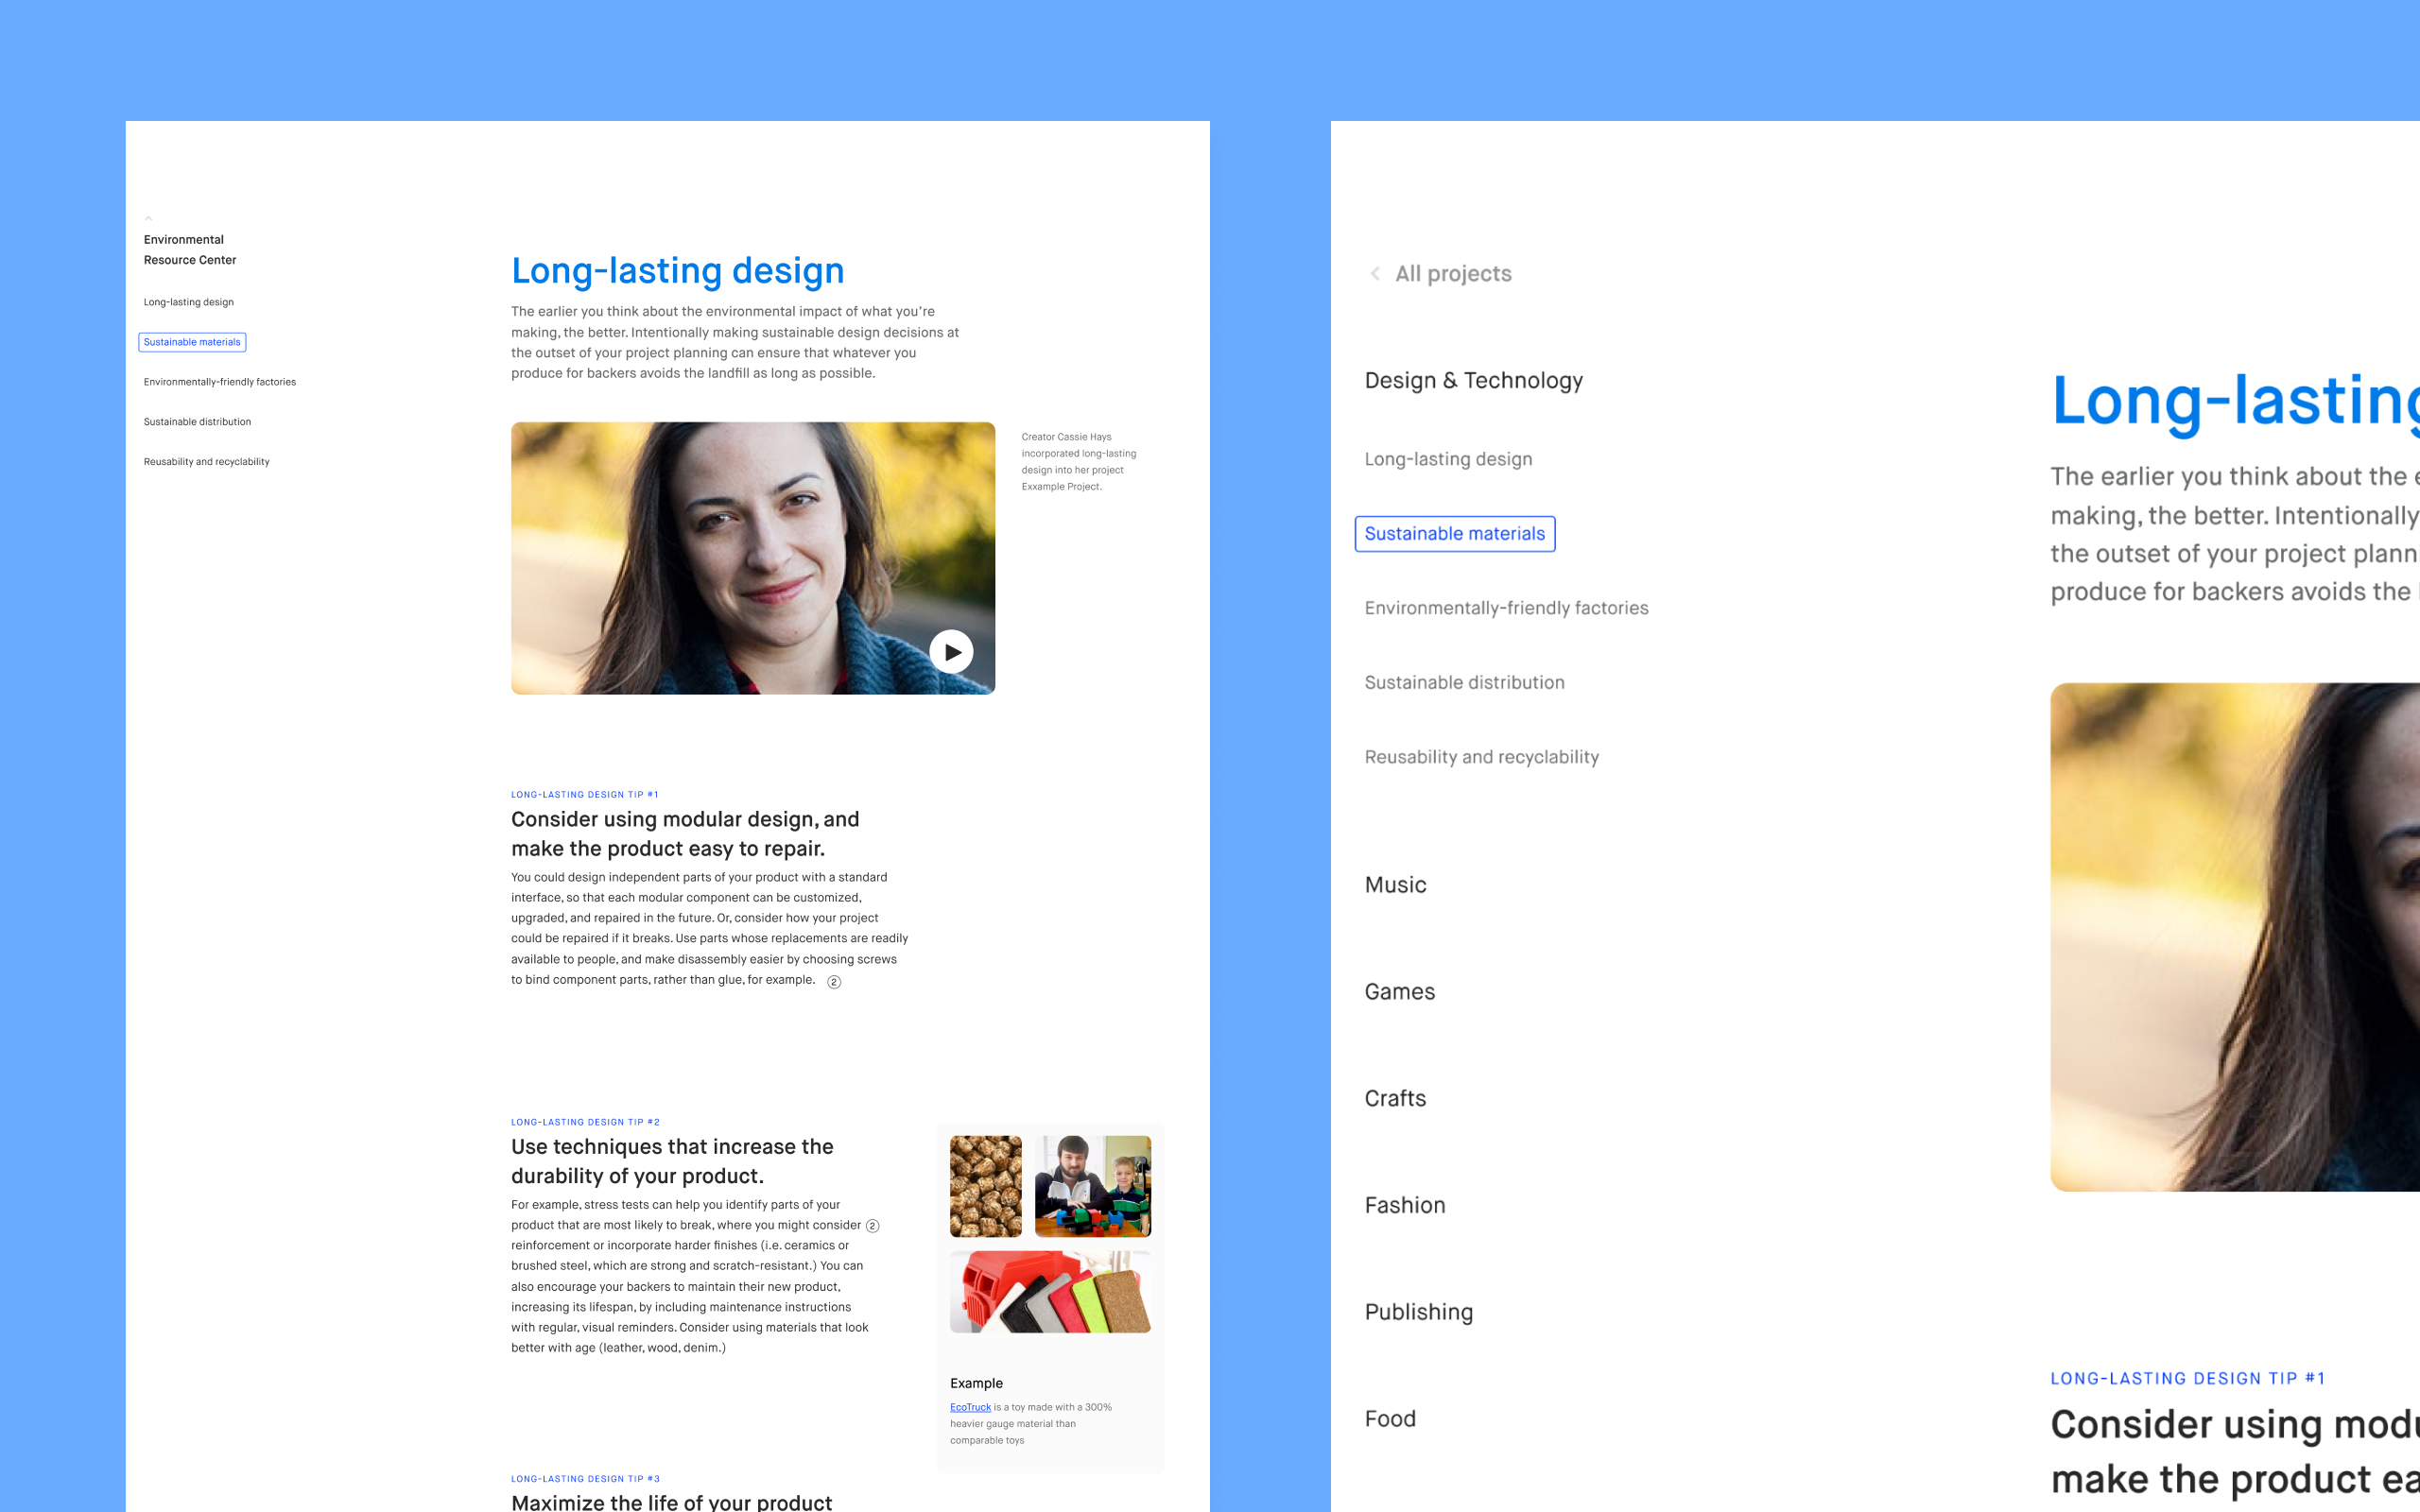 Environmental
Resource Center
Long-lasting design
Sustainable materials
Environmentally-friendly factories
Sustainable distribution
Reusability and recyclability
Long-lasting design
The earlier you think about the environmental impact of what you're
making, the better. Intentionally making sustainable design decisions at
the outset of your project planning can ensure that whatever you
produce for backers avoids the landfill as long as possible.
Creator Cassie Hays
incorporated long-lasting
design into her project
Exxample Project.
LONG-LASTING DESIGN TIP #1
Consider using modular design, and
make the product easy to repair.
You could design independent parts of your product with a standard
interface, so that each modular component can be customized,
upgraded, and repaired in the future. Or, consider how your project
could be repaired if it breaks. Use parts whose replacements are readily
available to people, and make disassembly easier by choosing screws
to bind component parts, rather than glue, for example. 2
LONG-LASTING DESIGN TIP #2
Use techniques that increase the
durability of your product.
For example, stress tests can help you identify parts of your
product that are most likely to break, where you might consider 2
reinforcement or incorporate harder finishes (i.e. ceramics or
brushed steel, which are strong and scratch-resistant.) You can
also encourage your backers to maintain their new product,
increasing its lifespan, by including maintenance instructions
with regular, visual reminders. Consider using materials that look
better with age (leather, wood, denim.)
Example
EcoTruck is a toy made with a 300%
heavier gauge material than
comparable toys
LONG-LASTING DESIGN TIP #3
Maximize the life of your product
All projects
Design & Technology
Long-lasting design
Sustainable materials
Environmentally-friendly factories
Sustainable distribution
Reusability and recyclability
Music
Games
Crafts
Fashion
Publishing
Food
Long-lasting
The earlier you think about the
making, the better. Intentionally
the outset of your project plann
produce for backers avoids the
LONG-LASTING DESIGN TIP #1
Consider using modu
make the product ea